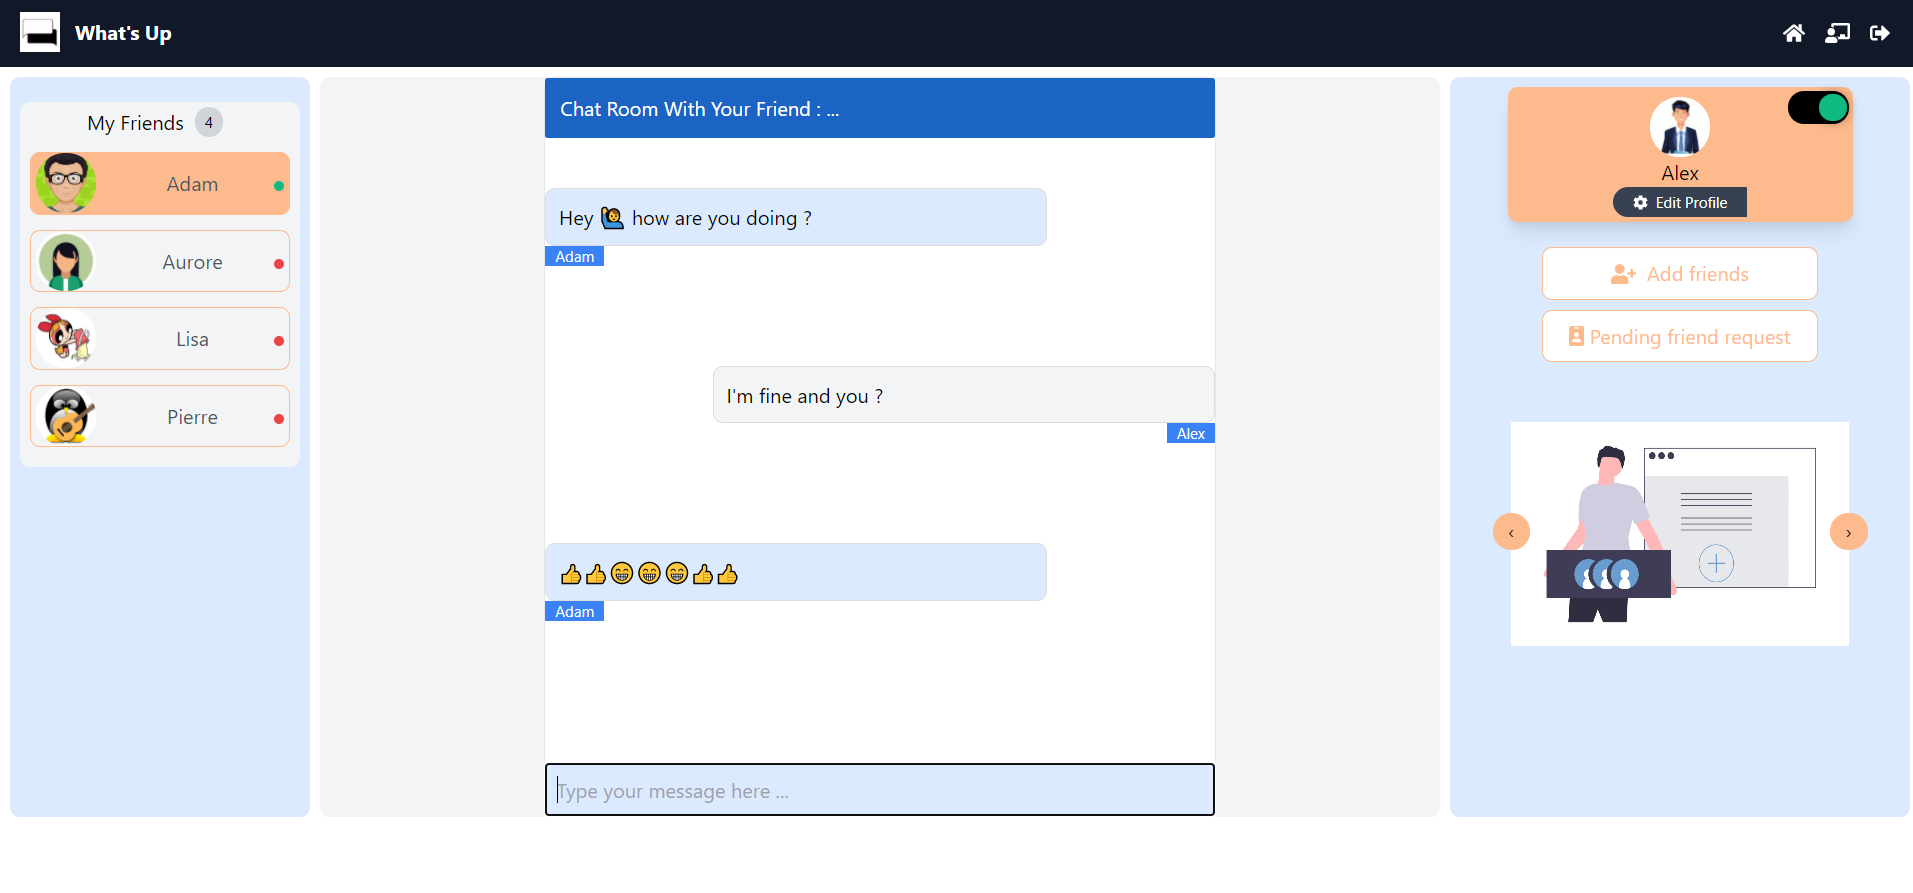 What's Up
My Friends 4
Adam
Aurore
Lisa
Pierre
Chat Room With Your Friend : ...
Hey 🙋 how are you doing ?
Adam
I'm fine and you ?
Alex
👍👍😁😁😁👍👍
Adam
Type your message here ...
Alex
Edit Profile
Add friends
Pending friend request
‹
›